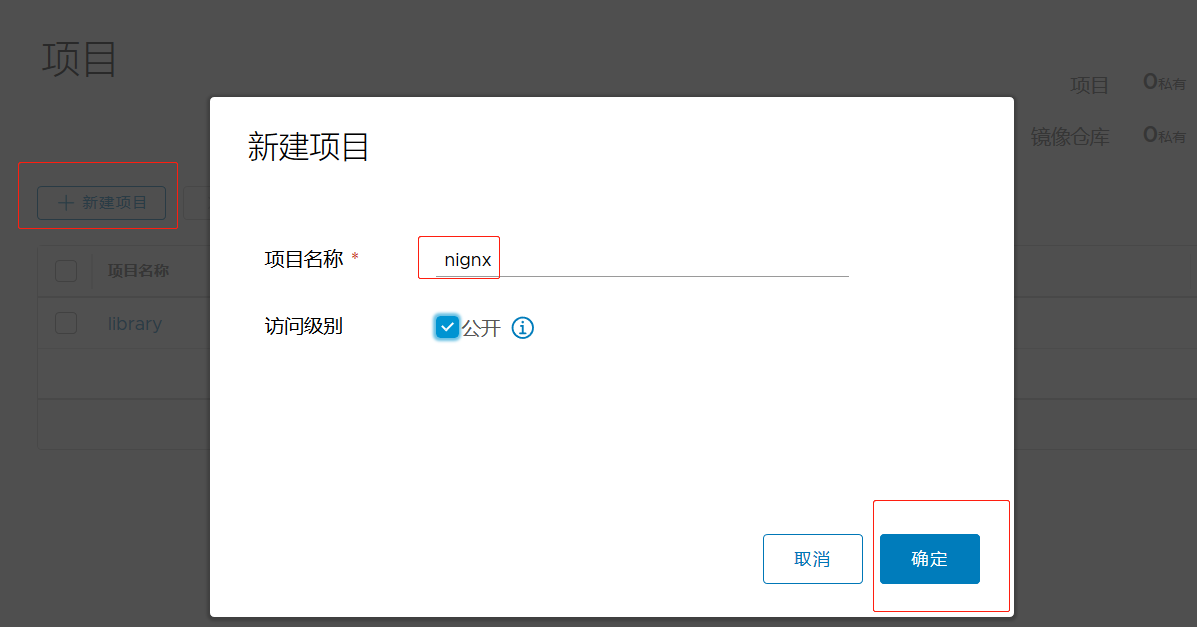 项目
项目 0私有
镜像仓库 0私有
新建项目
新建项目
项目名称 * nignx
访问级别 公开
项目名称
library
取消 确定